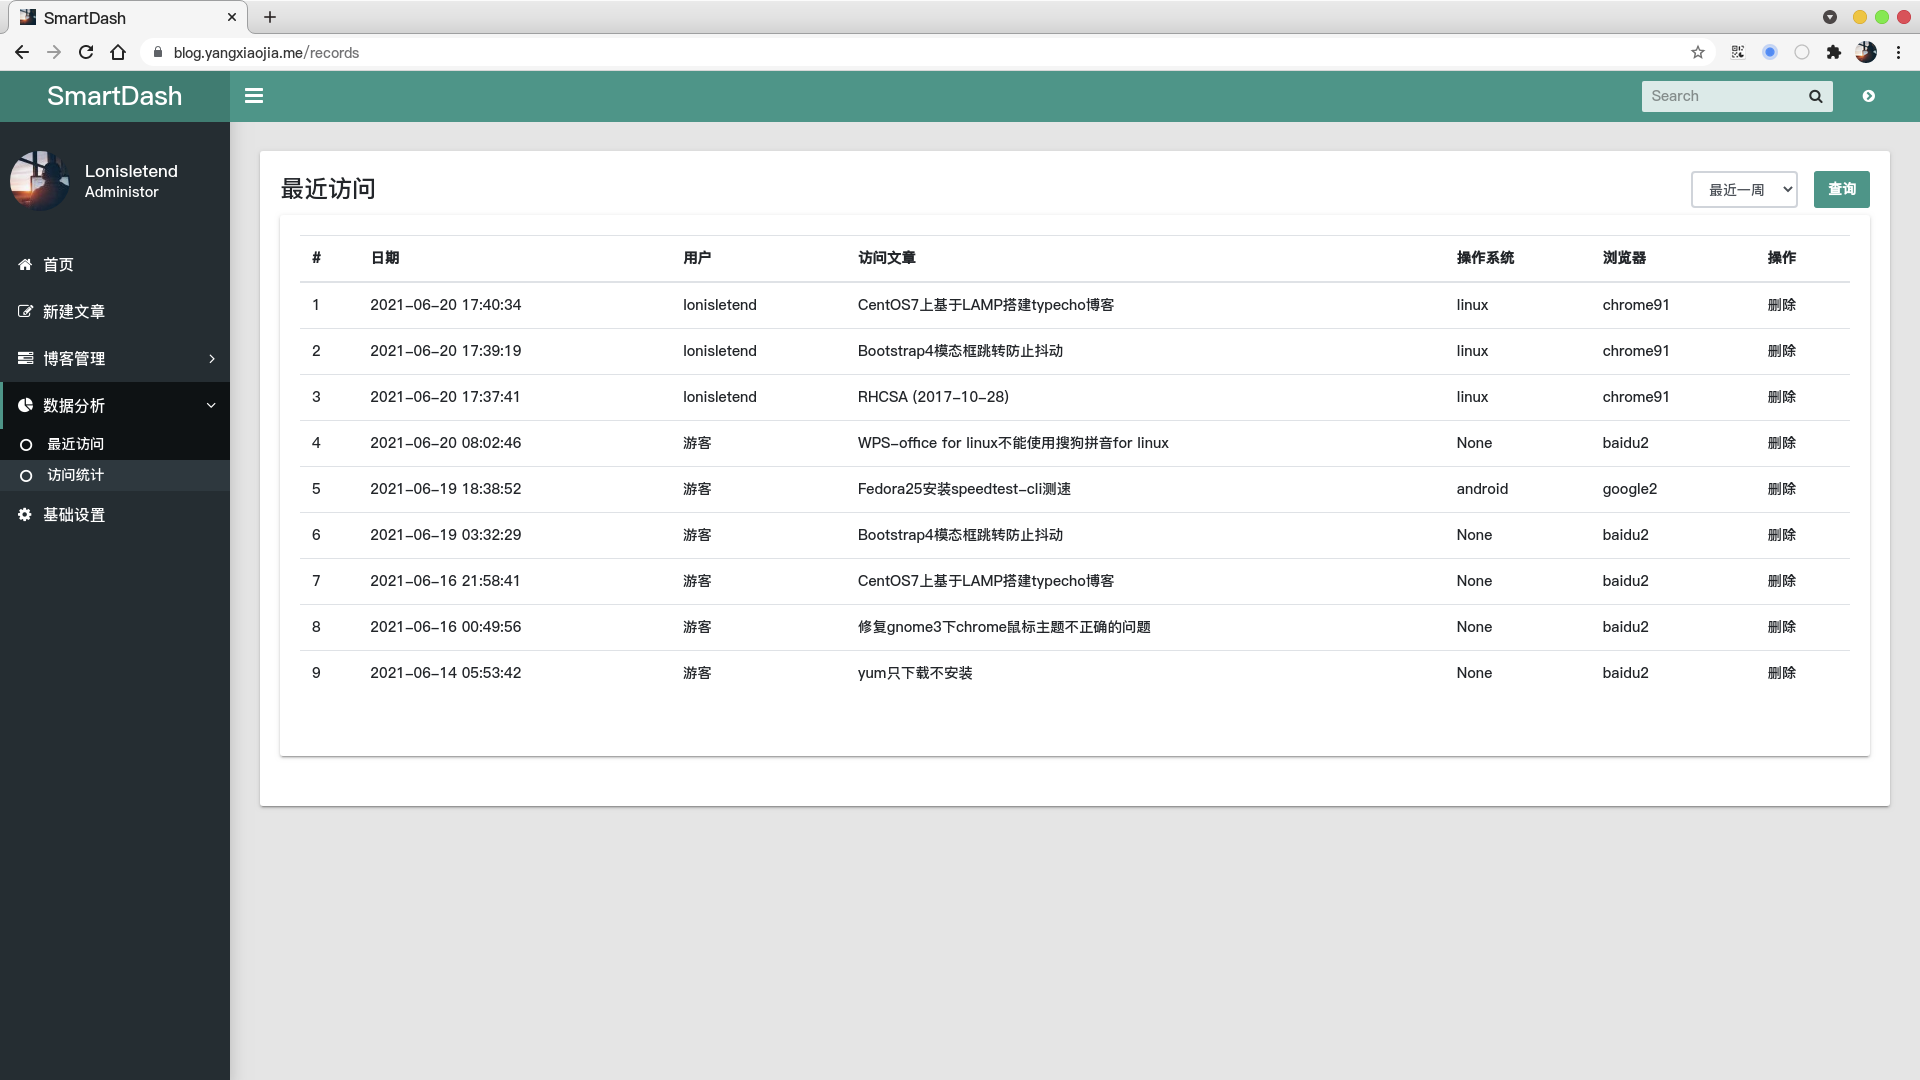 SmartDash
blog.yangxiaojia.me/records
SmartDash
Search
Lonisletend
Administor
首页
新建文章
博客管理
数据分析
最近访问
访问统计
基础设置
最近访问
最近一周 查询
# 日期 用户 访问文章 操作系统 浏览器 操作
1 2021-06-20 17:40:34 lonisletend CentOS7上基于LAMP搭建typecho博客 linux chrome91 删除
2 2021-06-20 17:39:19 lonisletend Bootstrap4模态框跳转防止抖动 linux chrome91 删除
3 2021-06-20 17:37:41 lonisletend RHCSA (2017-10-28) linux chrome91 删除
4 2021-06-20 08:02:46 游客 WPS-office for linux不能使用搜狗拼音for linux None baidu2 删除
5 2021-06-19 18:38:52 游客 Fedora25安装speedtest-cli测速 android google2 删除
6 2021-06-19 03:32:29 游客 Bootstrap4模态框跳转防止抖动 None baidu2 删除
7 2021-06-16 21:58:41 游客 CentOS7上基于LAMP搭建typecho博客 None baidu2 删除
8 2021-06-16 00:49:56 游客 修复gnome3下chrome鼠标主题不正确的问题 None baidu2 删除
9 2021-06-14 05:53:42 游客 yum只下载不安装 None baidu2 删除